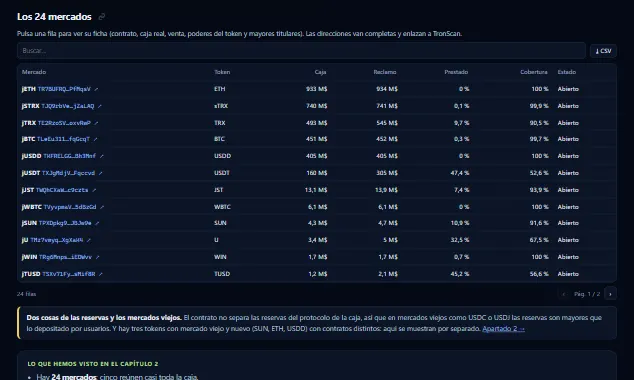 Los 24 mercados
Pulsa una fila para ver su ficha (contrato, caja real, venta, poderes del token y mayores titulares). Las direcciones van completas y enlazan a TronScan.
Buscar...
↓ CSV
Mercado Token Caja Reclamo Prestado Cobertura Estado
jETH ETH 933 M$ 934 M$ 0 % 100 % Abierto
jSTRX sTRX 740 M$ 741 M$ 0,1 % 99,9 % Abierto
jTRX TRX 493 M$ 545 M$ 9,7 % 90,5 % Abierto
jBTC BTC 451 M$ 452 M$ 0,3 % 99,7 % Abierto
jUSDD USDD 405 M$ 405 M$ 0 % 100 % Abierto
jUSDT USDT 160 M$ 305 M$ 47,4 % 52,6 % Abierto
jJST JST 13,1 M$ 13,9 M$ 7,4 % 93,9 % Abierto
jWBTC WBTC 6,1 M$ 6,1 M$ 0 % 100 % Abierto
jSUN SUN 4,3 M$ 4,7 M$ 10,9 % 91,6 % Abierto
jU U 3,4 M$ 5 M$ 32,5 % 67,5 % Abierto
jWIN WIN 1,7 M$ 1,7 M$ 0,7 % 100 % Abierto
jTUSD TUSD 1,2 M$ 2,1 M$ 45,2 % 56,6 % Abierto
24 filas
‹ Pág. 1 / 2 ›
Dos cosas de las reservas y los mercados viejos. El contrato no separa las reservas del protocolo de la caja, así que en mercados viejos como USDC o USDJ las reservas son mayores que
lo depositado por usuarios. Y hay tres tokens con mercado viejo y nuevo (SUN, ETH, USDD) con contratos distintos: aquí se muestran por separado. Apartado 2 →
LO QUE HEMOS VISTO EN EL CAPÍTULO 2
• Hay 24 mercados; cinco reúnen casi toda la caja.